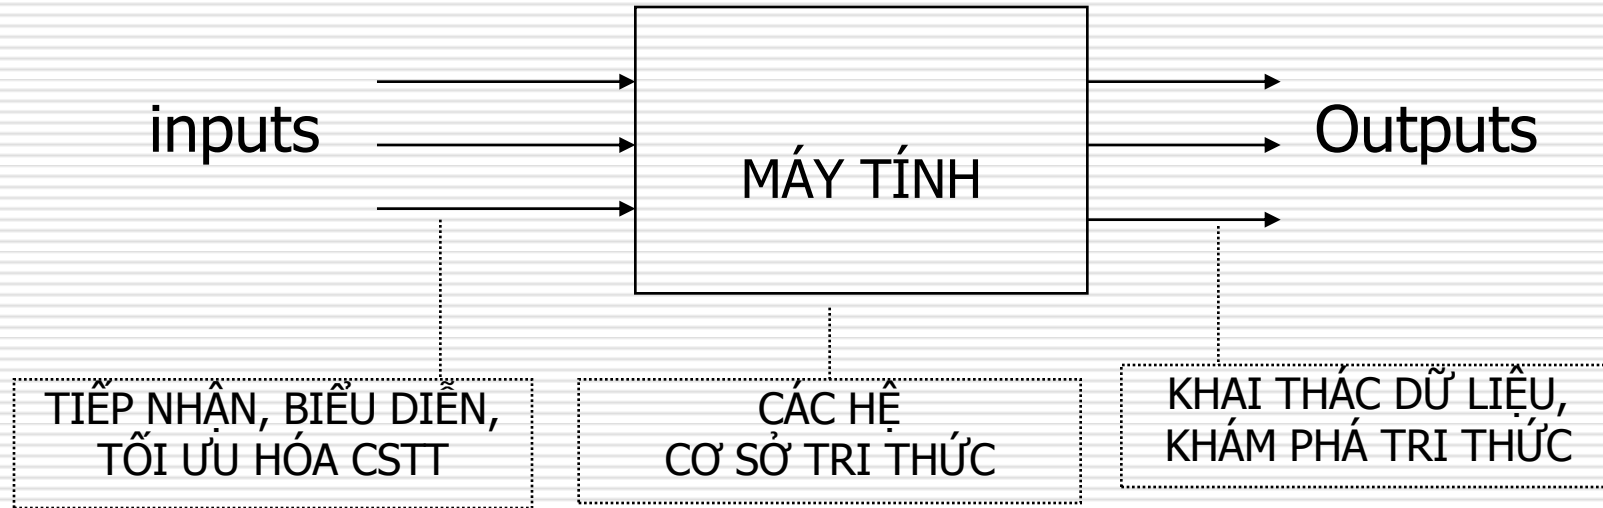 inputs
MÁY TÍNH
Outputs
TIẾP NHẬN, BIỂU DIỄN,
TỐI ƯU HÓA CSTT
CÁC HỆ
CƠ SỞ TRI THỨC
KHAI THÁC DỮ LIỆU,
KHÁM PHÁ TRI THỨC